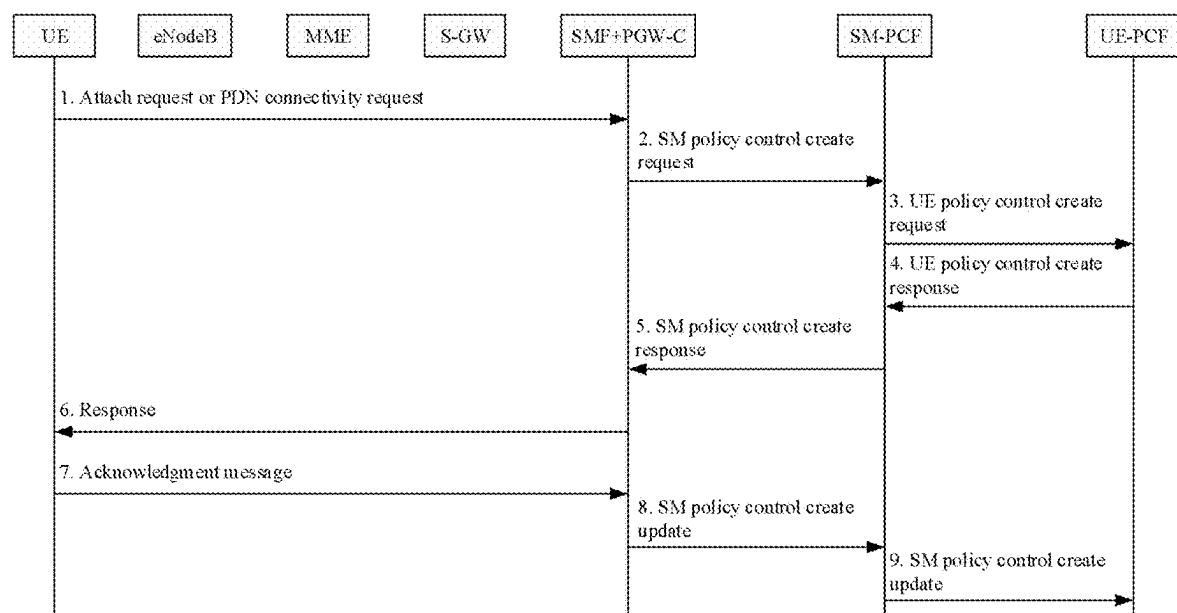 UE
eNodeB
MME
S-GW
SMF+PGW-C
SM-PCF
UE-PCF
1. Attach request or PDN connectivity request
2. SM policy control create
request
3. UE policy control create
request
4. UE policy control create
response
5. SM policy control create
response
6. Response
7. Acknowledgment message
8. SM policy control create
update
9. SM policy control create
update